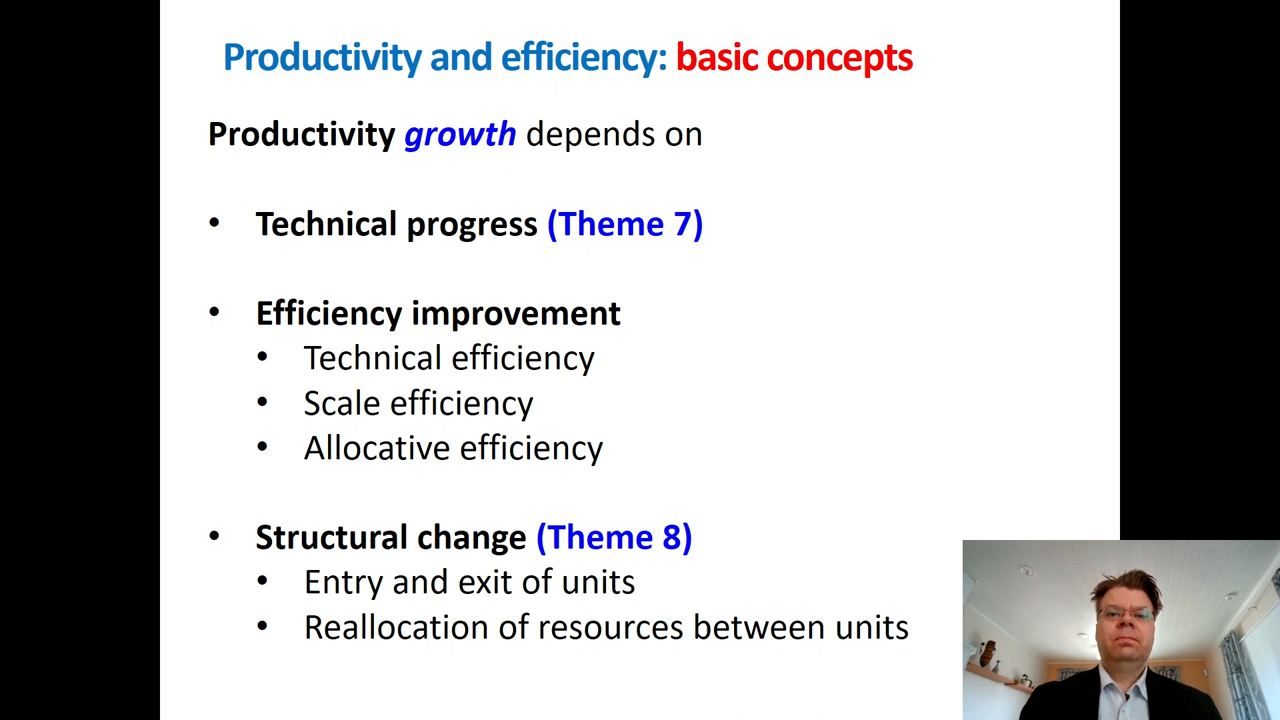 Productivity and efficiency: basic concepts
Productivity growth depends on
• Technical progress (Theme 7)
• Efficiency improvement
• Technical efficiency
• Scale efficiency
• Allocative efficiency
• Structural change (Theme 8)
• Entry and exit of units
• Reallocation of resources between units